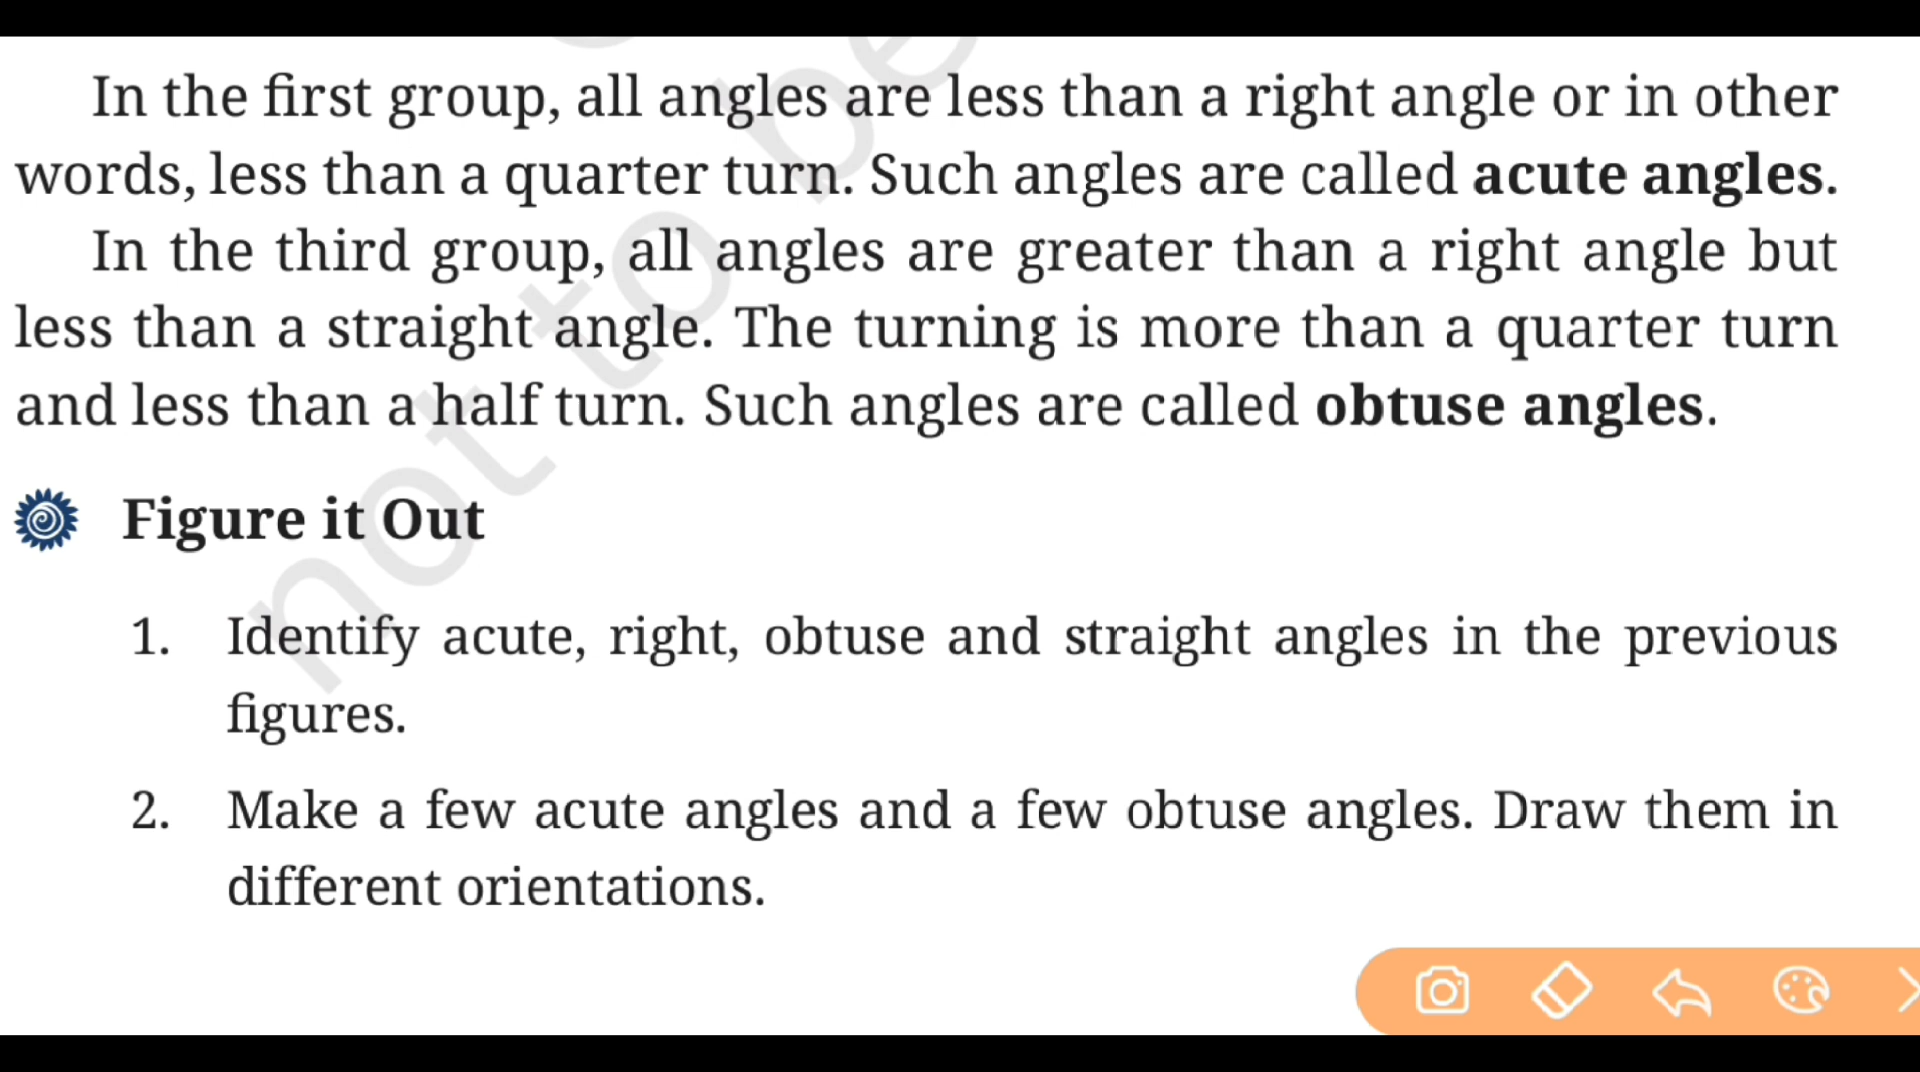 In the first group, all angles are less than a right angle or in other
words, less than a quarter turn. Such angles are called acute angles.
In the third group, all angles are greater than a right angle but
less than a straight angle. The turning is more than a quarter turn
and less than a half turn. Such angles are called obtuse angles.
Figure it Out
1. Identify acute, right, obtuse and straight angles in the previous
figures.
2. Make a few acute angles and a few obtuse angles. Draw them in
different orientations.
not to be